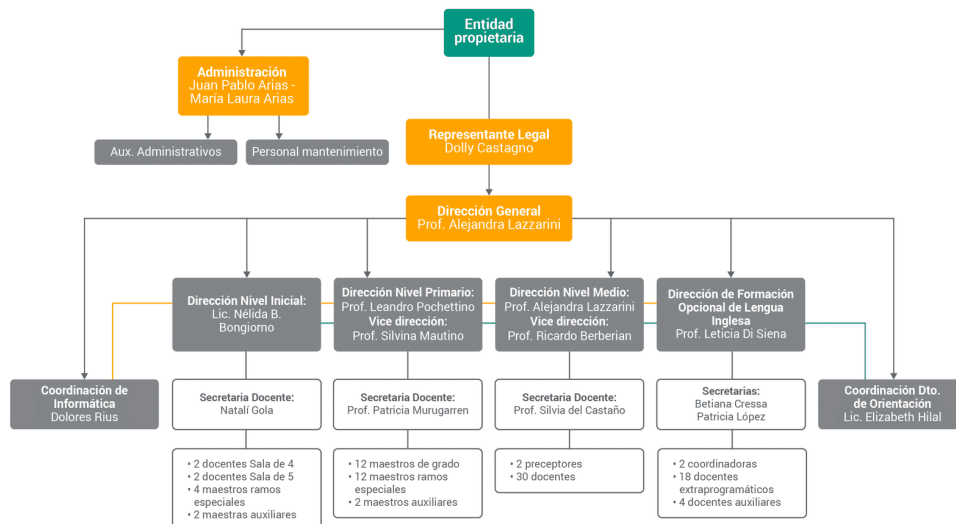 Entidad
propietaria
Administración
Juan Pablo Arias -
María Laura Arias
Aux. Administrativos
Personal mantenimiento
Representante Legal
Dolly Castagno
Dirección General
Prof. Alejandra Lazzarini
Dirección Nivel Inicial:
Lic. Nélida B.
Bongiorno
Dirección Nivel Primario:
Prof. Leandro Pochettino
Vice dirección:
Prof. Silvina Mautino
Dirección Nivel Medio:
Prof. Alejandra Lazzarini
Vice dirección:
Prof. Ricardo Berberian
Dirección de Formación
Opcional de Lengua
Inglesa
Prof. Leticia Di Siena
Coordinación de
Informática
Dolores Rius
Secretaria Docente:
Natalí Gola
Secretaria Docente:
Prof. Patricia Murugarren
Secretaria Docente:
Prof. Silvia del Castaño
Secretarias:
Betiana Cressa
Patricia López
Coordinación Dto.
de Orientación
Lic. Elizabeth Hilal
• 2 docentes Sala de 4
• 2 docentes Sala de 5
• 4 maestros ramos
especiales
• 2 maestras auxiliares
• 12 maestros de grado
• 12 maestros ramos
especiales
• 2 maestros auxiliares
• 2 preceptores
• 30 docentes
• 2 coordinadoras
• 18 docentes
extraprogramáticos
• 4 docentes auxiliares